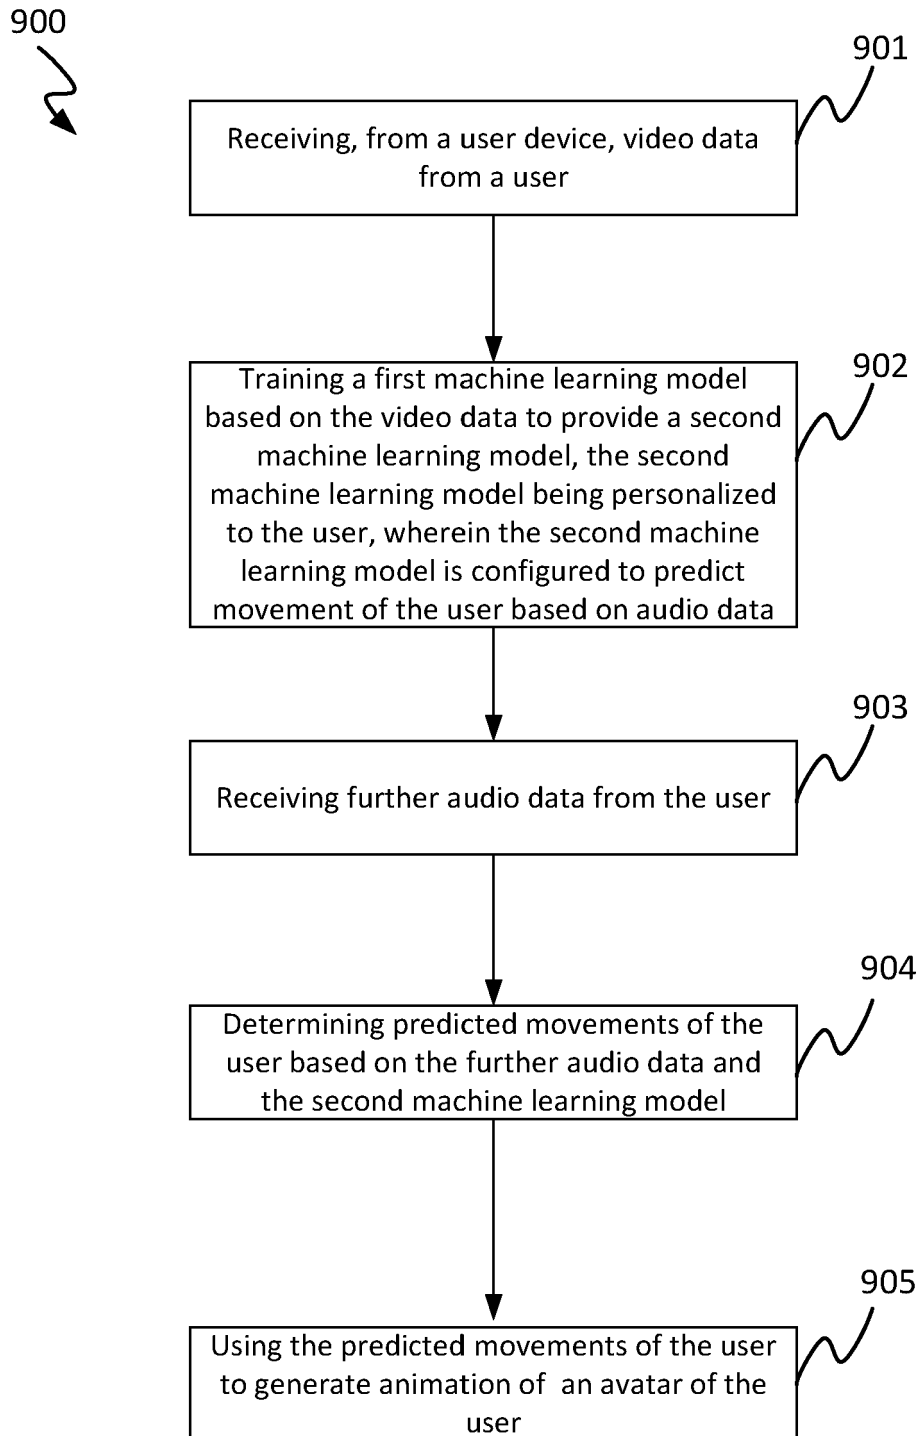 900
901
Receiving, from a user device, video data
from a user
902
Training a first machine learning model
based on the video data to provide a second
machine learning model, the second
machine learning model being personalized
to the user, wherein the second machine
learning model is configured to predict
movement of the user based on audio data
903
Receiving further audio data from the user
904
Determining predicted movements of the
user based on the further audio data and
the second machine learning model
905
Using the predicted movements of the user
to generate animation of an avatar of the
user